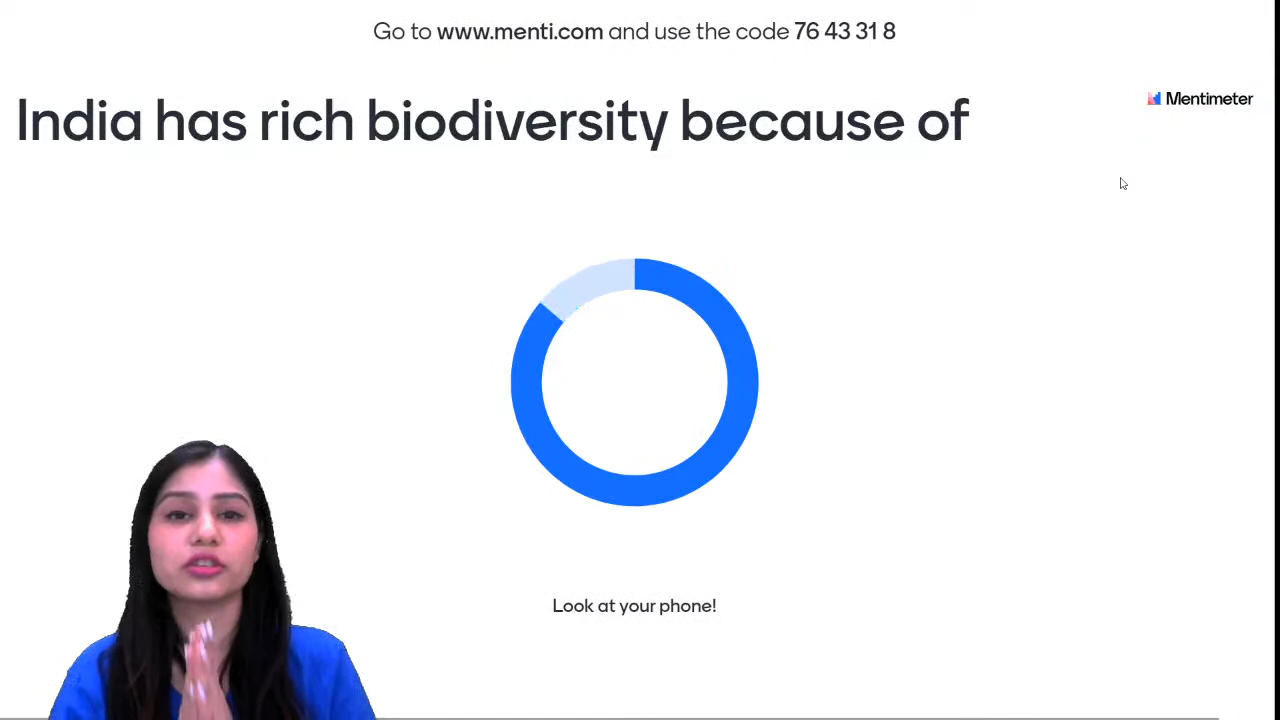 Go to www.menti.com and use the code 76 43 31 8
Mentimeter
India has rich biodiversity because of
Look at your phone!